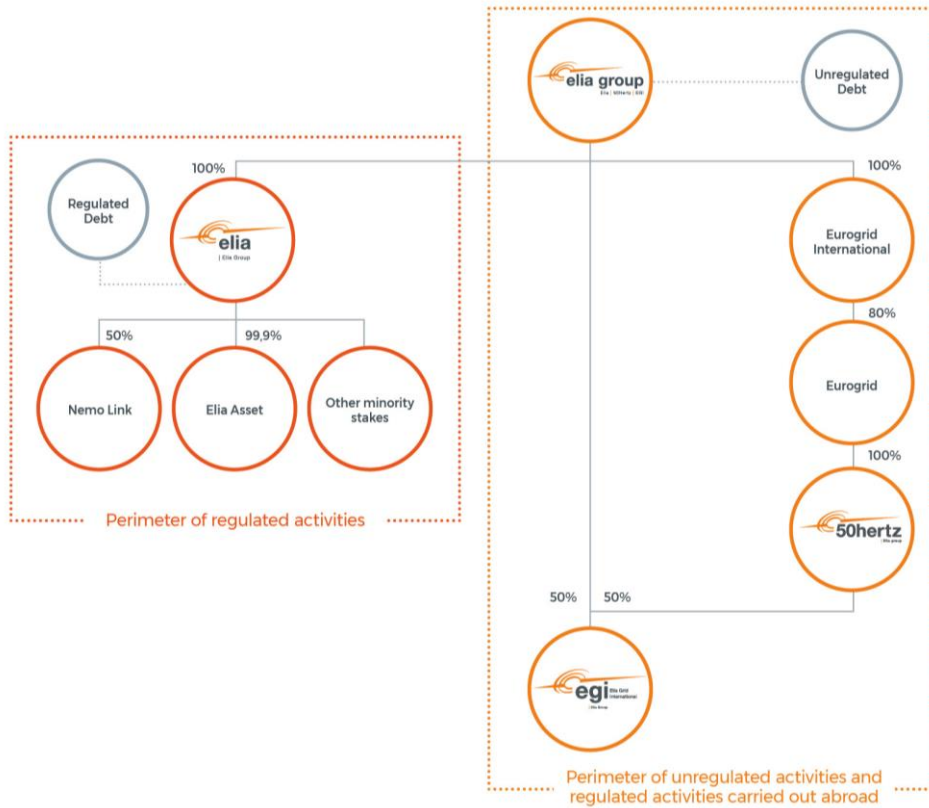 elia group
Elia | 50Hertz | EGI
Unregulated
Debt
100%
100%
Regulated
Debt
elia
| Elia Group
Eurogrid
International
50%
99,9%
80%
Nemo Link
Elia Asset
Other minority
stakes
Eurogrid
100%
Perimeter of regulated activities
50hertz
| Elia group
50%
50%
egi
Elia Grid
International
| Elia Group
Perimeter of unregulated activities and
regulated activities carried out abroad